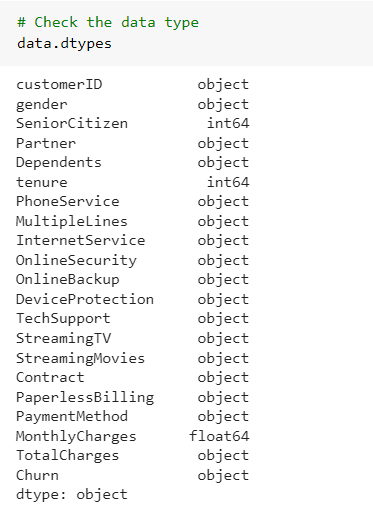 # Check the data type
data.dtypes
customerID object
gender object
SeniorCitizen int64
Partner object
Dependents object
tenure int64
PhoneService object
MultipleLines object
InternetService object
OnlineSecurity object
OnlineBackup object
DeviceProtection object
TechSupport object
StreamingTV object
StreamingMovies object
Contract object
PaperlessBilling object
PaymentMethod object
MonthlyCharges float64
TotalCharges object
Churn object
dtype: object